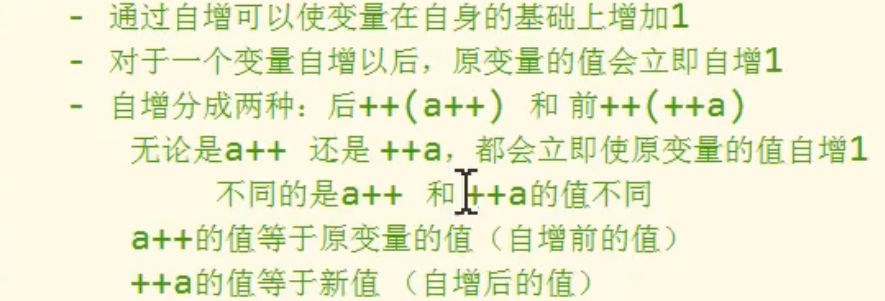 - 通过自增可以使变量在自身的基础上增加1
- 对于一个变量自增以后，原变量的值会立即自增1
- 自增分成两种：后++(a++) 和 前++(++a)
无论是a++ 还是 ++a，都会立即使原变量的值自增1
不同的是a++ 和 ++a的值不同
a++的值等于原变量的值（自增前的值）
++a的值等于新值 （自增后的值）